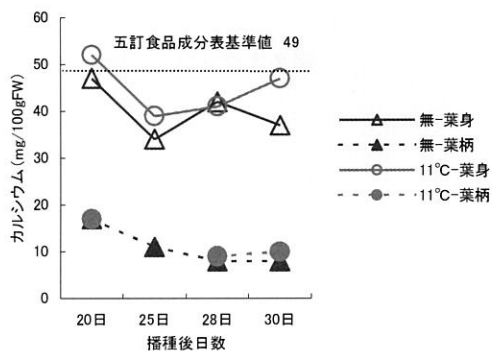 60
五訂食品成分表基準値 49
50
40
30
20
10
0
カルシウム(mg/100gFW)
20日 25日 28日 30日
播種後日数
無-葉身
無-葉柄
11℃-葉身
11℃-葉柄